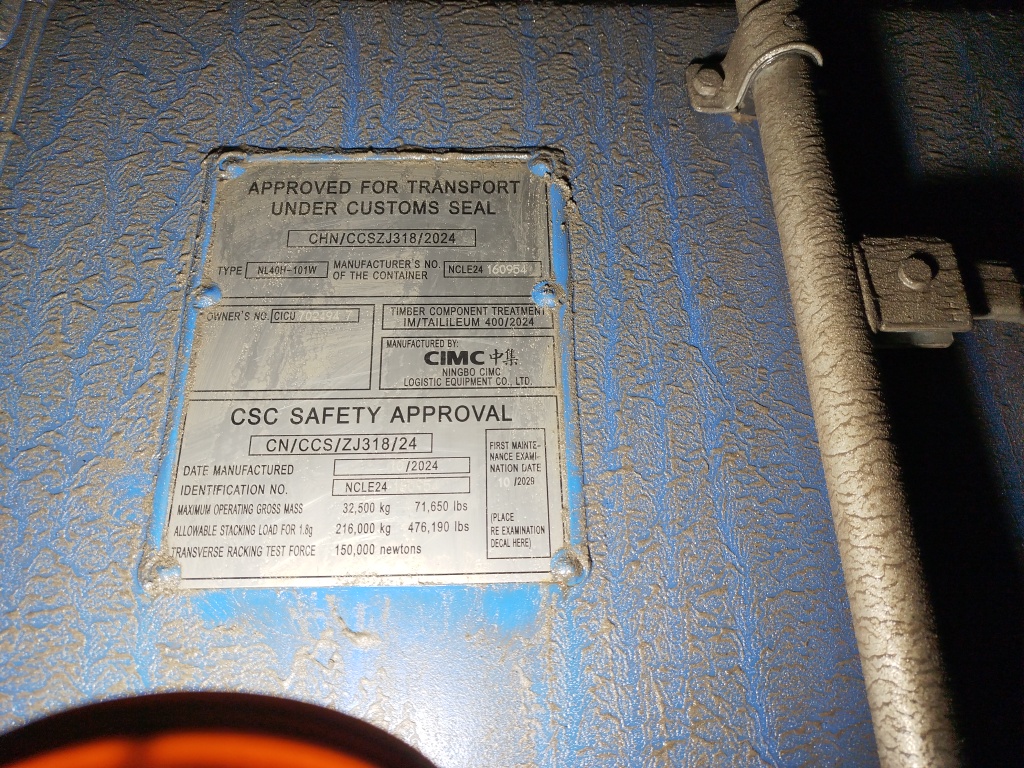 APPROVED FOR TRANSPORT
UNDER CUSTOMS SEAL
CHN/CCSZJ318/2024
TYPE NL40H-101W MANUFACTURER'S NO. OF THE CONTAINER NCLE24 160954
OWNER'S NO. CICU
TIMBER COMPONENT TREATMENT
IM/TAILILEUM 400/2024
MANUFACTURED BY:
CIMC 中集
NINGBO CIMC
LOGISTIC EQUIPMENT CO., LTD.
CSC SAFETY APPROVAL
CN/CCS/ZJ318/24
DATE MANUFACTURED /2024
IDENTIFICATION NO. NCLE24
MAXIMUM OPERATING GROSS MASS 32,500 kg 71,650 lbs
ALLOWABLE STACKING LOAD FOR 1.8g 216,000 kg 476,190 lbs
TRANSVERSE RACKING TEST FORCE 150,000 newtons
FIRST MAINTE-
NANCE EXAMI-
NATION DATE
10 /2029
(PLACE
RE EXAMINATION
DECAL HERE)